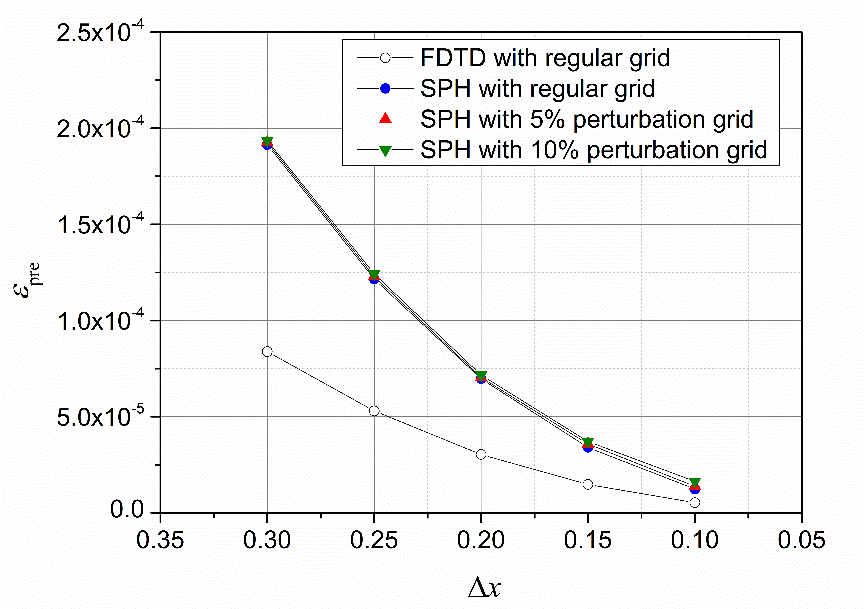 2.5x10⁻⁴
2.0x10⁻⁴
1.5x10⁻⁴
1.0x10⁻⁴
5.0x10⁻⁵
0.0
ε_pre
FDTD with regular grid
SPH with regular grid
SPH with 5% perturbation grid
SPH with 10% perturbation grid
0.35 0.30 0.25 0.20 0.15 0.10 0.05
Δx